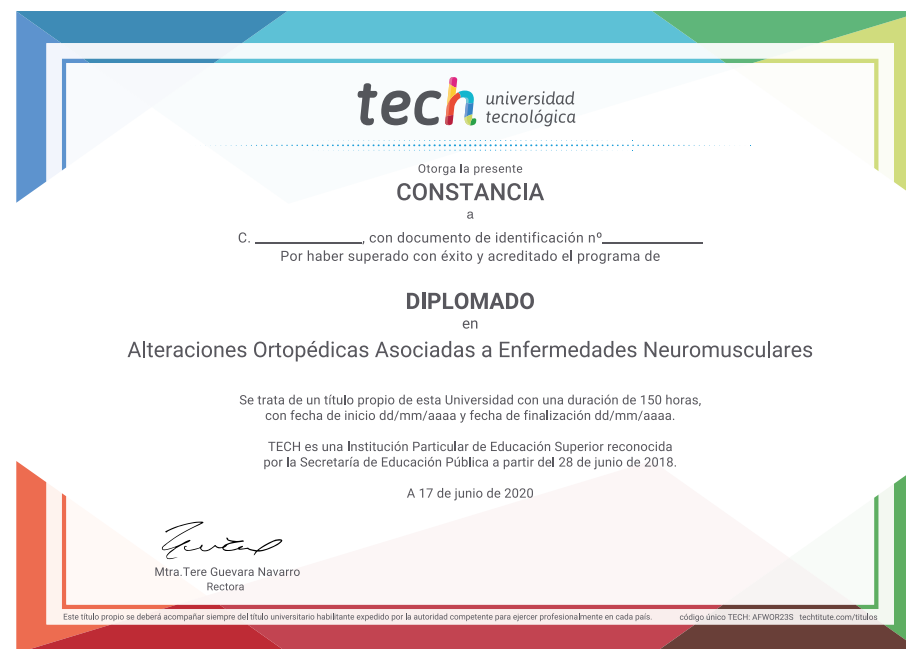 tech universidad
tecnológica
Otorga la presente
CONSTANCIA
a
C. ______________, con documento de identificación nº_____________
Por haber superado con éxito y acreditado el programa de
DIPLOMADO
en
Alteraciones Ortopédicas Asociadas a Enfermedades Neuromusculares
Se trata de un título propio de esta Universidad con una duración de 150 horas,
con fecha de inicio dd/mm/aaaa y fecha de finalización dd/mm/aaaa.
TECH es una Institución Particular de Educación Superior reconocida
por la Secretaría de Educación Pública a partir del 28 de junio de 2018.
A 17 de junio de 2020
Mtra.Tere Guevara Navarro
Rectora
Este título propio se deberá acompañar siempre del título universitario habilitante expedido por la autoridad competente para ejercer profesionalmente en cada país. código único TECH: AFWOR23S techtitute.com/titulos